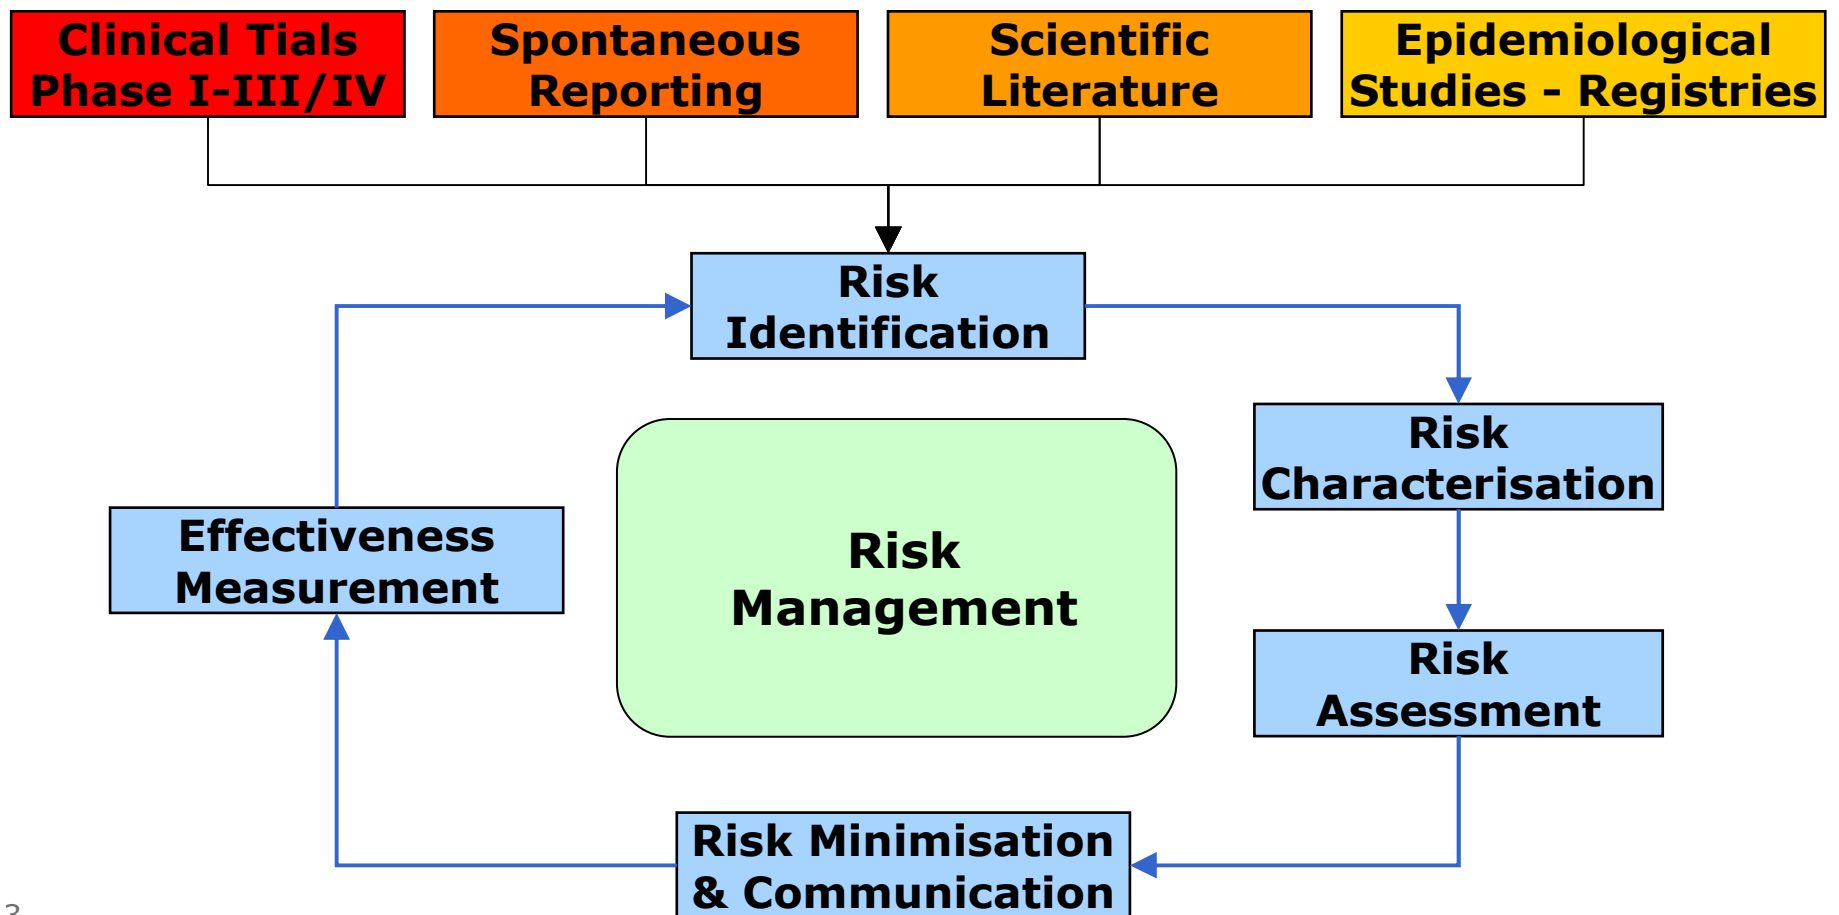 Clinical Tials
Phase I-III/IV
Spontaneous
Reporting
Scientific
Literature
Epidemiological
Studies - Registries
Risk
Identification
Risk
Characterisation
Effectiveness
Measurement
Risk
Management
Risk
Assessment
Risk Minimisation
& Communication
3